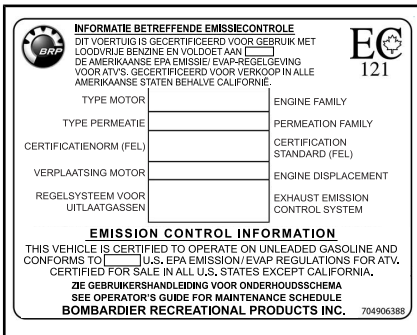 BRP
INFORMATIE BETREFFENDE EMISSIECONTROLE
DIT VOERTUIG IS GECERTIFICEERD VOOR GEBRUIK MET
LOODVRIJE BENZINE EN VOLDOET AAN
DE AMERIKAANSE EPA EMISSIE/ EVAP-REGELGEVING
VOOR ATV'S. GECERTIFICEERD VOOR VERKOOP IN ALLE
AMERIKAANSE STATEN BEHALVE CALIFORNIË.
EC
121
TYPE MOTOR ENGINE FAMILY
TYPE PERMEATIE PERMEATION FAMILY
CERTIFICATIENORM (FEL) CERTIFICATION
STANDARD (FEL)
VERPLAATSING MOTOR ENGINE DISPLACEMENT
REGELSYSTEEM VOOR EXHAUST EMISSION
UITLAATGASSEN CONTROL SYSTEM
EMISSION CONTROL INFORMATION
THIS VEHICLE IS CERTIFIED TO OPERATE ON UNLEADED GASOLINE AND
CONFORMS TO U.S. EPA EMISSION/ EVAP REGULATIONS FOR ATV.
CERTIFIED FOR SALE IN ALL U.S. STATES EXCEPT CALIFORNIA.
ZIE GEBRUIKERSHANDLEIDING VOOR ONDERHOUDSSCHEMA
SEE OPERATOR'S GUIDE FOR MAINTENANCE SCHEDULE
BOMBARDIER RECREATIONAL PRODUCTS INC. 704906388